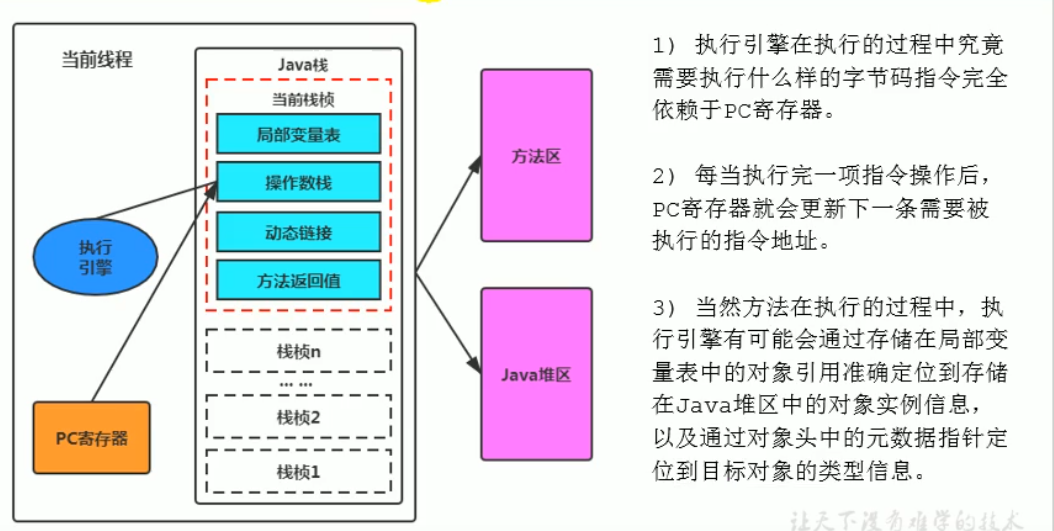 当前线程
Java栈
当前栈桢
局部变量表
操作数栈
动态链接
方法返回值
栈桢n
... ...
栈桢2
栈桢1
执行
引擎
PC寄存器
方法区
Java堆区
1) 执行引擎在执行的过程中究竟
需要执行什么样的字节码指令完全
依赖于PC寄存器。
2) 每当执行完一项指令操作后，
PC寄存器就会更新下一条需要被
执行的指令地址。
3) 当然方法在执行的过程中，执
行引擎有可能会通过存储在局部变
量表中的对象引用准确定位到存储
在Java堆区中的对象实例信息，
以及通过对象头中的元数据指针定
位到目标对象的类型信息。
让天下没有难学的技术